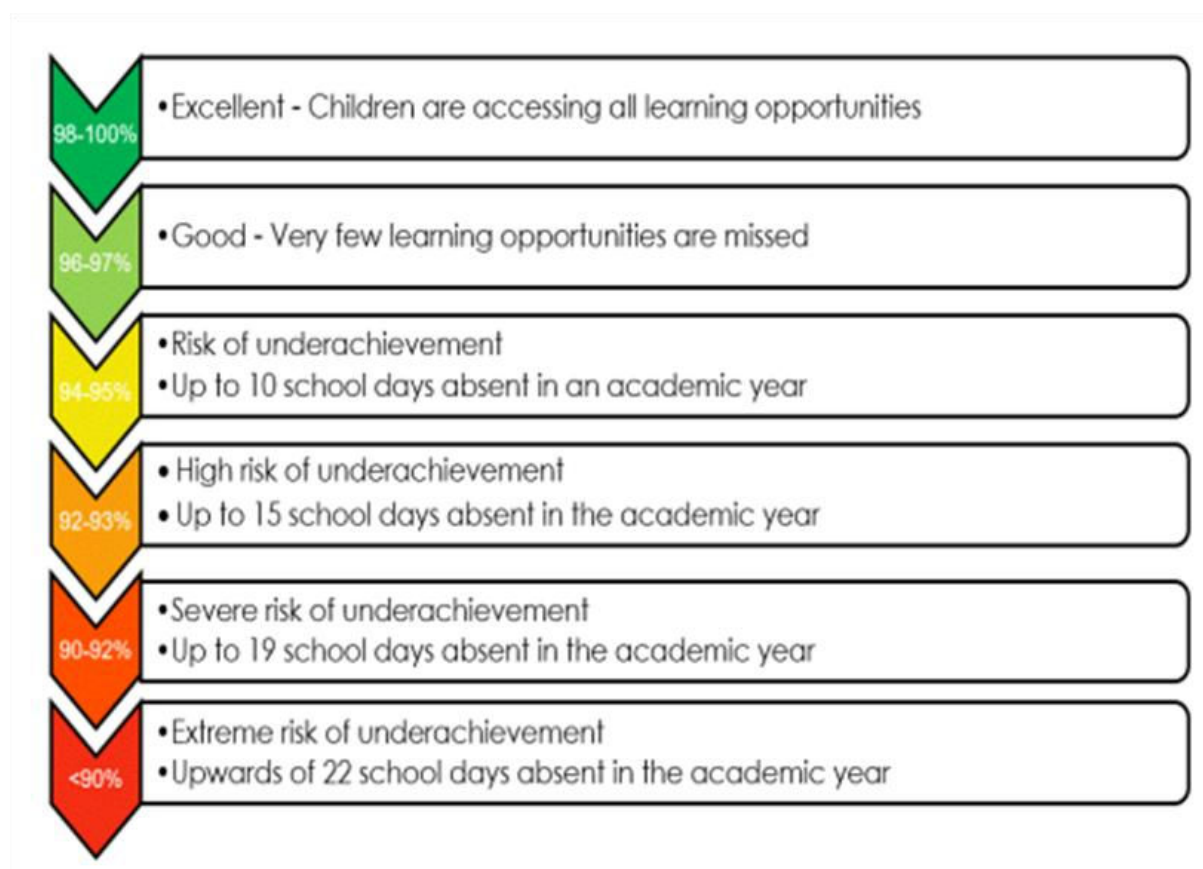 98-100%
•Excellent - Children are accessing all learning opportunities
96-97%
•Good - Very few learning opportunities are missed
94-95%
•Risk of underachievement
•Up to 10 school days absent in an academic year
92-93%
• High risk of underachievement
• Up to 15 school days absent in the academic year
90-92%
•Severe risk of underachievement
•Up to 19 school days absent in the academic year
<90%
•Extreme risk of underachievement
•Upwards of 22 school days absent in the academic year